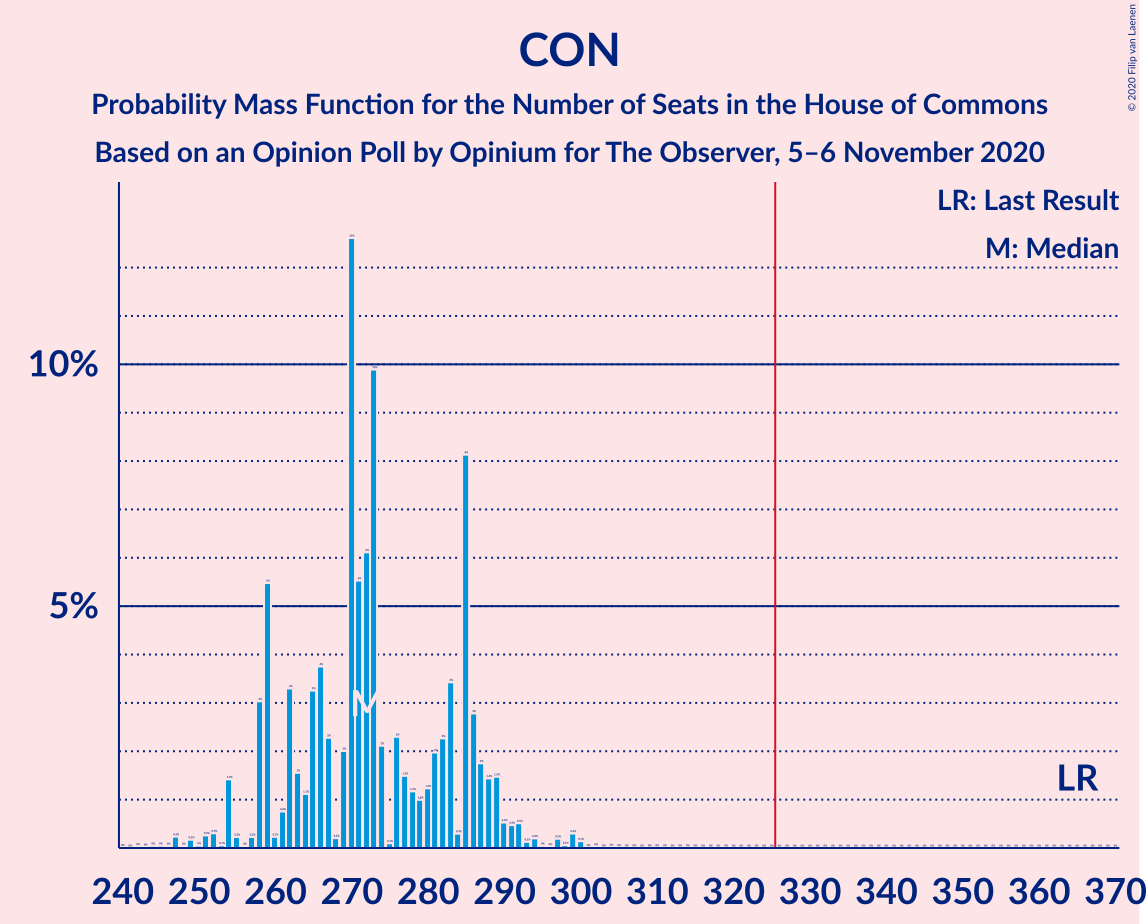 CON
Probability Mass Function for the Number of Seats in the House of Commons
Based on an Opinion Poll by Opinium for The Observer, 5–6 November 2020
© 2020 Filip van Laenen
LR: Last Result
M: Median
10%
5%
M
LR
240 250 260 270 280 290 300 310 320 330 340 350 360 370